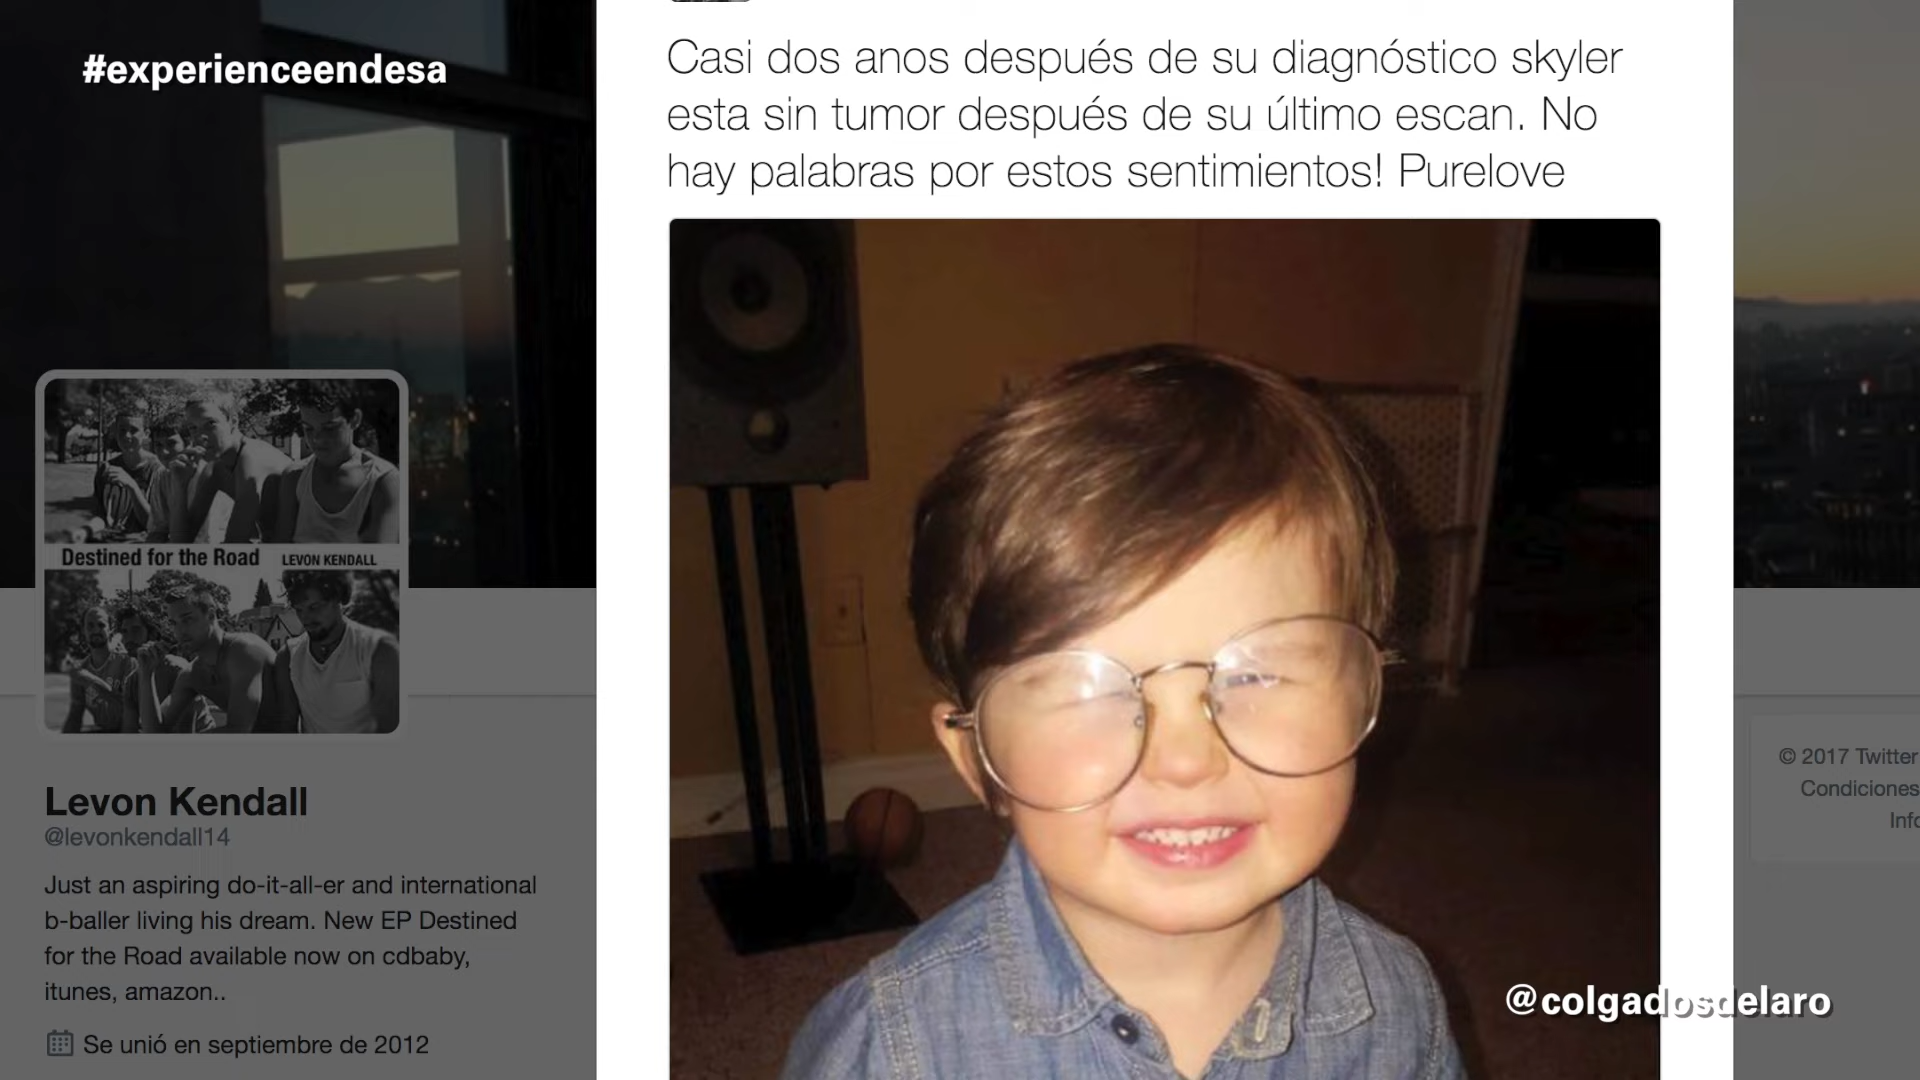 #experienceendesa
Casi dos anos después de su diagnóstico skyler
esta sin tumor después de su último escan. No
hay palabras por estos sentimientos! Purelove
Destined for the Road LEVON KENDALL
Levon Kendall
@levonkendall14
Just an aspiring do-it-all-er and international
b-baller living his dream. New EP Destined
for the Road available now on cdbaby,
itunes, amazon..
Se unió en septiembre de 2012
© 2017 Twitter
Condiciones
Info
@colgadosdelaro